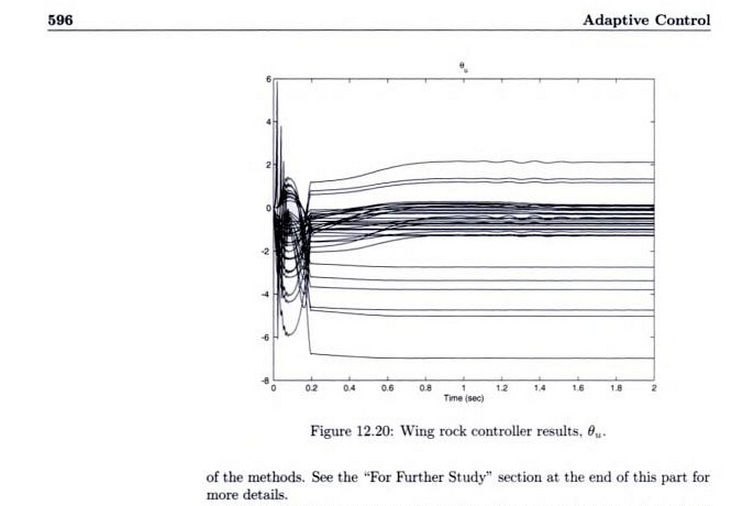 596 Adaptive Control
θu
6
4
2
0
-2
-4
-6
-8
0 0.2 0.4 0.6 0.8 1 1.2 1.4 1.6 1.8 2
Time (sec)
Figure 12.20: Wing rock controller results, θu.
of the methods. See the “For Further Study” section at the end of this part for
more details.